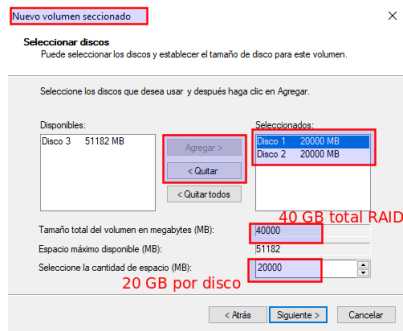 Nuevo volumen seccionado
Seleccionar discos
Puede seleccionar los discos y establecer el tamaño de disco para este volumen.
Seleccione los discos que desea usar y después haga clic en Agregar.
Disponibles:
Seleccionados:
Disco 3 51182 MB
Agregar >
Disco 1 20000 MB
Disco 2 20000 MB
< Quitar
< Quitar todos
40 GB total RAID
Tamaño total del volumen en megabytes (MB):
40000
Espacio máximo disponible (MB):
51182
Seleccione la cantidad de espacio (MB):
20000
20 GB por disco
< Atrás
Siguiente >
Cancelar